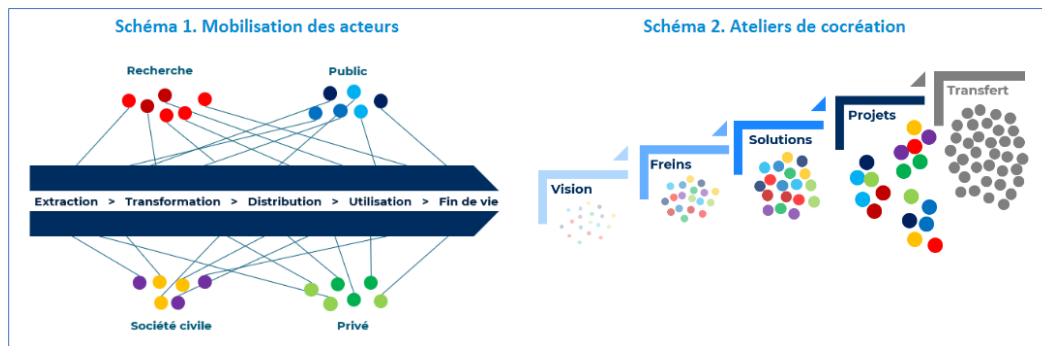 Schéma 1. Mobilisation des acteurs
Recherche
Public
Extraction > Transformation > Distribution > Utilisation > Fin de vie
Société civile
Privé
Schéma 2. Ateliers de cocréation
Vision
Freins
Solutions
Projets
Transfert